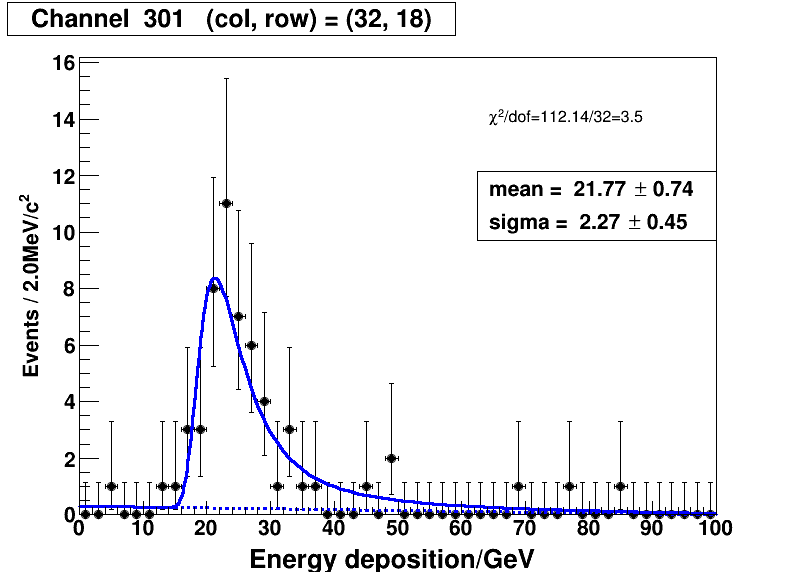 Channel 301 (col, row) = (32, 18)
16
14
12
10
8
6
4
2
0
Events / 2.0MeV/c²
χ²/dof=112.14/32=3.5
mean = 21.77 ± 0.74
sigma = 2.27 ± 0.45
0 10 20 30 40 50 60 70 80 90 100
Energy deposition/GeV